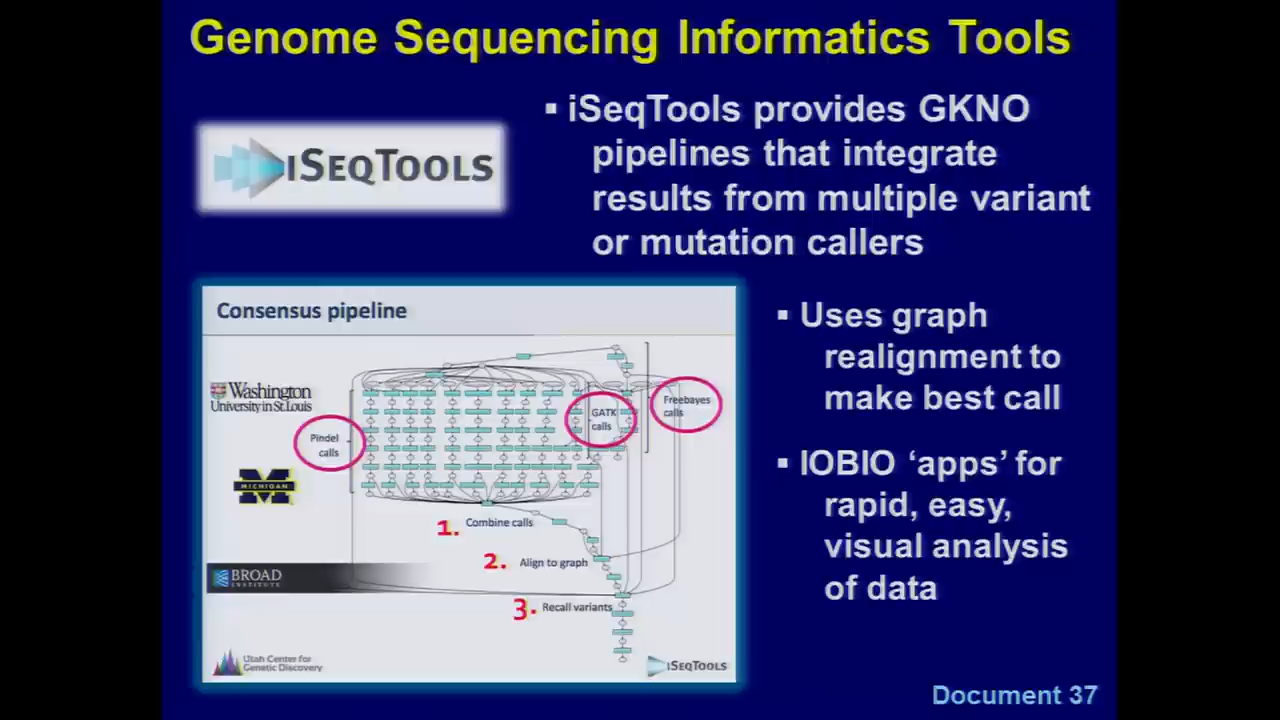 Genome Sequencing Informatics Tools
iSEQTOOLS
▪ iSeqTools provides GKNO
pipelines that integrate
results from multiple variant
or mutation callers
Consensus pipeline
Washington
University in St. Louis
Pindel
calls
GATK
calls
Freebayes
calls
MICHIGAN
1. Combine calls
2. Align to graph
BROAD
INSTITUTE
3. Recall variants
Utah Center for
Genetic Discovery
iSEQTOOLS
▪ Uses graph
realignment to
make best call
▪ IOBIO ‘apps’ for
rapid, easy,
visual analysis
of data
Document 37